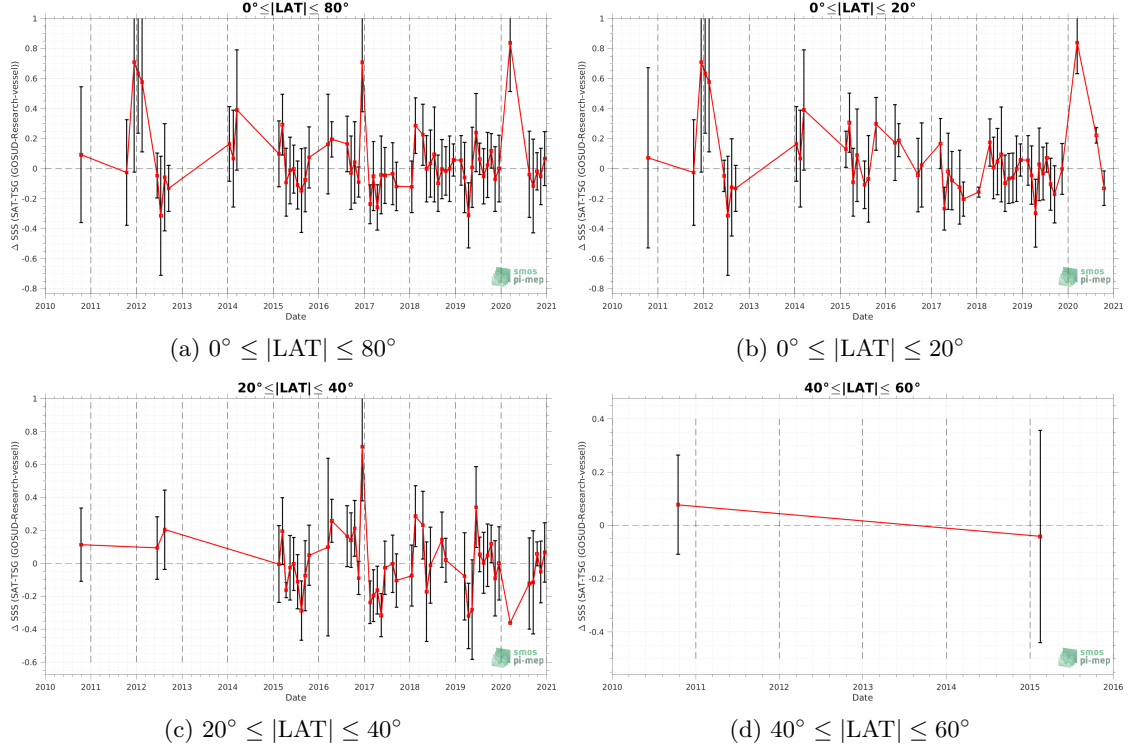 0°≤|LAT|≤ 80°
Δ SSS (SAT-TSG (GOSUD-Research-vessel))
1
0.8
0.6
0.4
0.2
0
-0.2
-0.4
-0.6
-0.8
2010 2011 2012 2013 2014 2015 2016 2017 2018 2019 2020 2021
Date
smos
pi-mep
(a) 0° ≤ |LAT| ≤ 80°
0°≤|LAT|≤ 20°
Δ SSS (SAT-TSG (GOSUD-Research-vessel))
1
0.8
0.6
0.4
0.2
0
-0.2
-0.4
-0.6
-0.8
2010 2011 2012 2013 2014 2015 2016 2017 2018 2019 2020 2021
Date
smos
pi-mep
(b) 0° ≤ |LAT| ≤ 20°
20°≤|LAT|≤ 40°
Δ SSS (SAT-TSG (GOSUD-Research-vessel))
1
0.8
0.6
0.4
0.2
0
-0.2
-0.4
-0.6
2010 2011 2012 2013 2014 2015 2016 2017 2018 2019 2020 2021
Date
smos
pi-mep
(c) 20° ≤ |LAT| ≤ 40°
40°≤|LAT|≤ 60°
Δ SSS (SAT-TSG (GOSUD-Research-vessel))
0.4
0.2
0
-0.2
-0.4
2010 2011 2012 2013 2014 2015 2016
Date
smos
pi-mep
(d) 40° ≤ |LAT| ≤ 60°